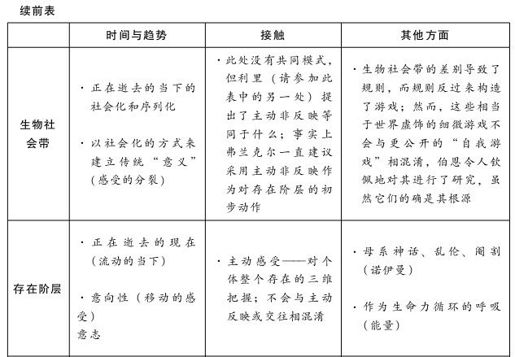 续前表
时间与趋势
接触
其他方面
生物社
会带
· 正在逝去的当下的
社会化和序列化
· 以社会化的方式来
建立传统“意义”
(感受的分裂)
· 此处没有共同模式，
但利里（请参加此
表中的另一处）提
出了主动非反映等
同于什么；事实上
弗兰克尔一直建议
采用主动非反映作
为对存在阶层的初
步动作
· 生物社会带的差别导致了
规则，而规则反过来构造
了游戏；然而，这些相当
于世界虚饰的细微游戏不
会与更公开的“自我游
戏”相混淆，伯恩令人钦
佩地对其进行了研究，虽
然它们的确是其根源
存在阶层
· 正在逝去的现在
(流动的当下)
· 意向性（移动的感
受）
意志
· 主动感受——对个
体整个存在的三维
把握；不会与主动
反映或交往相混淆
· 母系神话、乱伦、阉割
(诺伊曼)
· 作为生命力循环的呼吸
(能量)